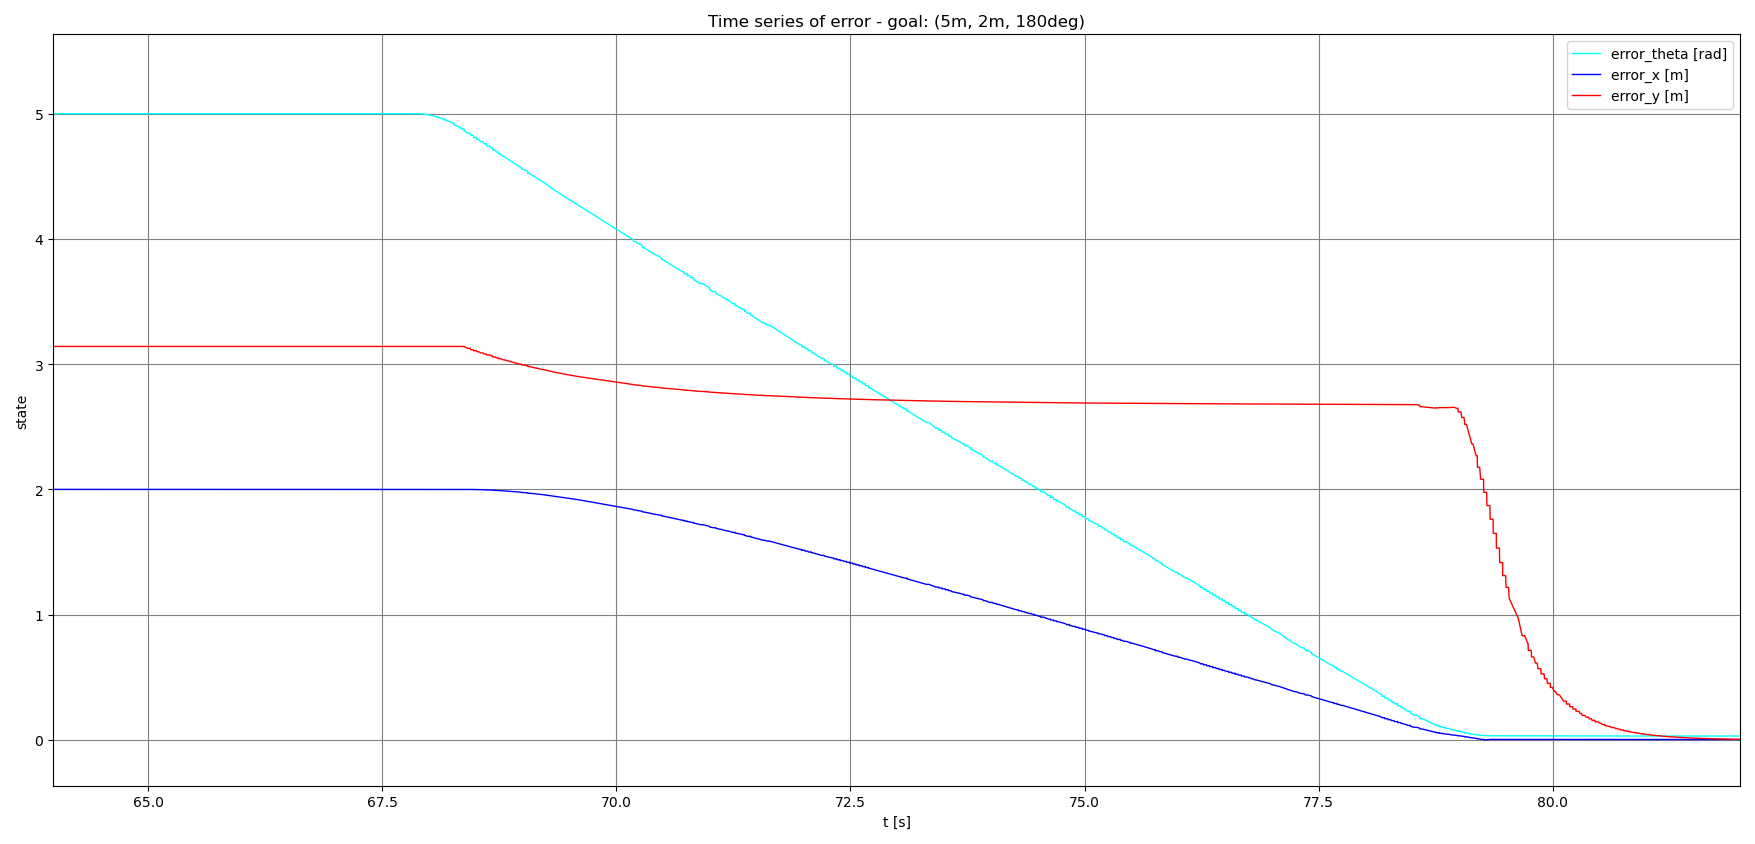 Time series of error - goal: (5m, 2m, 180deg)
error_theta [rad]
error_x [m]
error_y [m]
5
4
3
2
1
0
state
65.0 67.5 70.0 72.5 75.0 77.5 80.0
t [s]